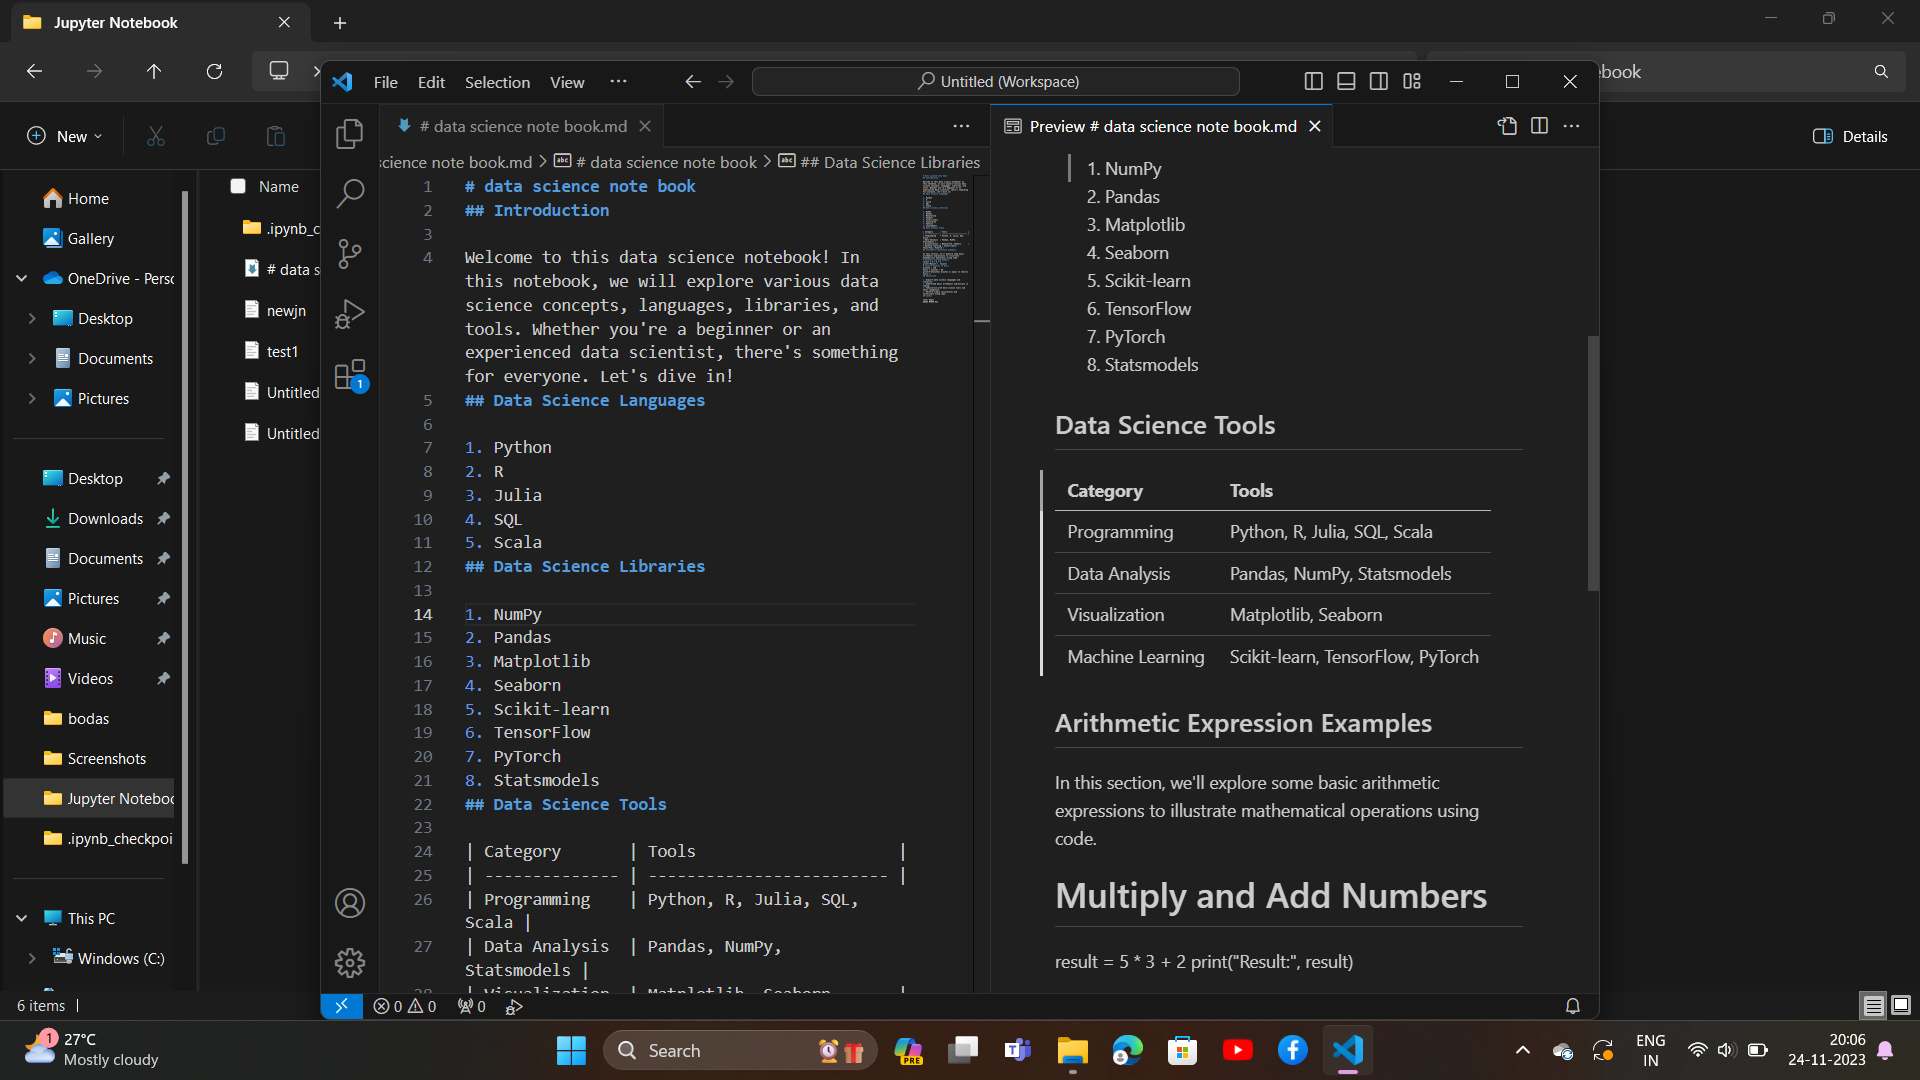 Jupyter Notebook
ebook
New
Details
Home
Gallery
OneDrive - Perso
Desktop
Documents
Pictures
Desktop
Downloads
Documents
Pictures
Music
Videos
bodas
Screenshots
Jupyter Noteboo
.ipynb_checkpoi
This PC
Windows (C:)
6 items
Name
.ipynb_c
# data s
newjn
test1
Untitled
Untitled
File Edit Selection View
Untitled (Workspace)
# data science note book.md
science note book.md > # data science note book > ## Data Science Libraries
1 # data science note book
2 ## Introduction
3
4 Welcome to this data science notebook! In
this notebook, we will explore various data
science concepts, languages, libraries, and
tools. Whether you're a beginner or an
experienced data scientist, there's something
for everyone. Let's dive in!
5 ## Data Science Languages
6
7 1. Python
8 2. R
9 3. Julia
10 4. SQL
11 5. Scala
12 ## Data Science Libraries
13
14 1. NumPy
15 2. Pandas
16 3. Matplotlib
17 4. Seaborn
18 5. Scikit-learn
19 6. TensorFlow
20 7. PyTorch
21 8. Statsmodels
22 ## Data Science Tools
23
24 | Category | Tools |
25 | -------------- | ------------------------- |
26 | Programming | Python, R, Julia, SQL,
Scala |
27 | Data Analysis | Pandas, NumPy,
Statsmodels |
28 | Visualization | Matplotlib, Seaborn |
Preview # data science note book.md
1. NumPy
2. Pandas
3. Matplotlib
4. Seaborn
5. Scikit-learn
6. TensorFlow
7. PyTorch
8. Statsmodels
Data Science Tools
Category Tools
Programming Python, R, Julia, SQL, Scala
Data Analysis Pandas, NumPy, Statsmodels
Visualization Matplotlib, Seaborn
Machine Learning Scikit-learn, TensorFlow, PyTorch
Arithmetic Expression Examples
In this section, we'll explore some basic arithmetic
expressions to illustrate mathematical operations using
code.
Multiply and Add Numbers
result = 5 * 3 + 2 print("Result:", result)
1
0 0 0
1
27°C
Mostly cloudy
Search
PRE
ENG
IN
20:06
24-11-2023